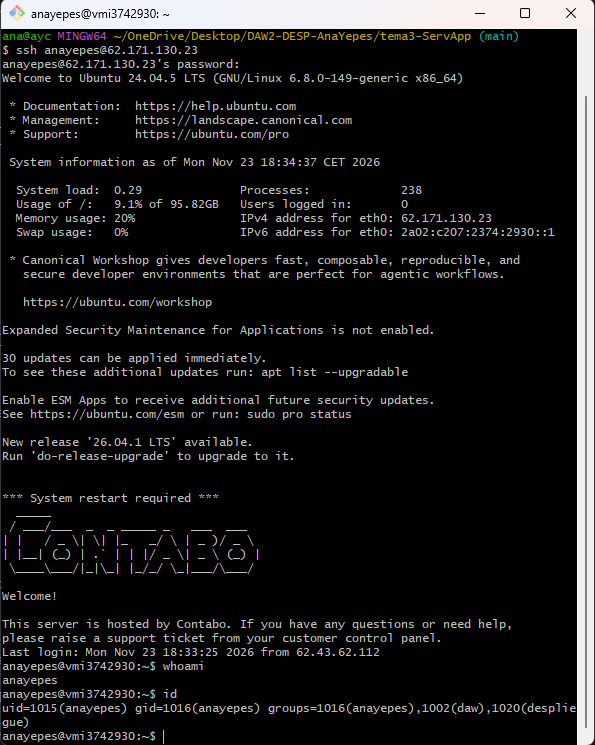 anayepes@vmi3742930: ~
ana@ayc MINGW64 ~/OneDrive/Desktop/DAW2-DESP-AnaYepes/tema3-ServApp (main)
$ ssh anayepes@62.171.130.23
anayepes@62.171.130.23's password:
Welcome to Ubuntu 24.04.5 LTS (GNU/Linux 6.8.0-149-generic x86_64)
* Documentation:  https://help.ubuntu.com
* Management:     https://landscape.canonical.com
* Support:        https://ubuntu.com/pro
System information as of Mon Nov 23 18:34:37 CET 2026
System load:  0.29              Processes:             238
Usage of /:   9.1% of 95.82GB   Users logged in:       0
Memory usage: 20%               IPv4 address for eth0: 62.171.130.23
Swap usage:   0%                IPv6 address for eth0: 2a02:c207:2374:2930::1
* Canonical Workshop gives developers fast, composable, reproducible, and
secure developer environments that are perfect for agentic workflows.
https://ubuntu.com/workshop
Expanded Security Maintenance for Applications is not enabled.
30 updates can be applied immediately.
To see these additional updates run: apt list --upgradable
Enable ESM Apps to receive additional future security updates.
See https://ubuntu.com/esm or run: sudo pro status
New release '26.04.1 LTS' available.
Run 'do-release-upgrade' to upgrade to it.
*** System restart required ***
CONTABO
Welcome!
This server is hosted by Contabo. If you have any questions or need help,
please raise a support ticket from your customer control panel.
Last login: Mon Nov 23 18:33:25 2026 from 62.43.62.112
anayepes@vmi3742930:~$ whoami
anayepes
anayepes@vmi3742930:~$ id
uid=1015(anayepes) gid=1016(anayepes) groups=1016(anayepes),1002(daw),1020(desplie
gue)
anayepes@vmi3742930:~$